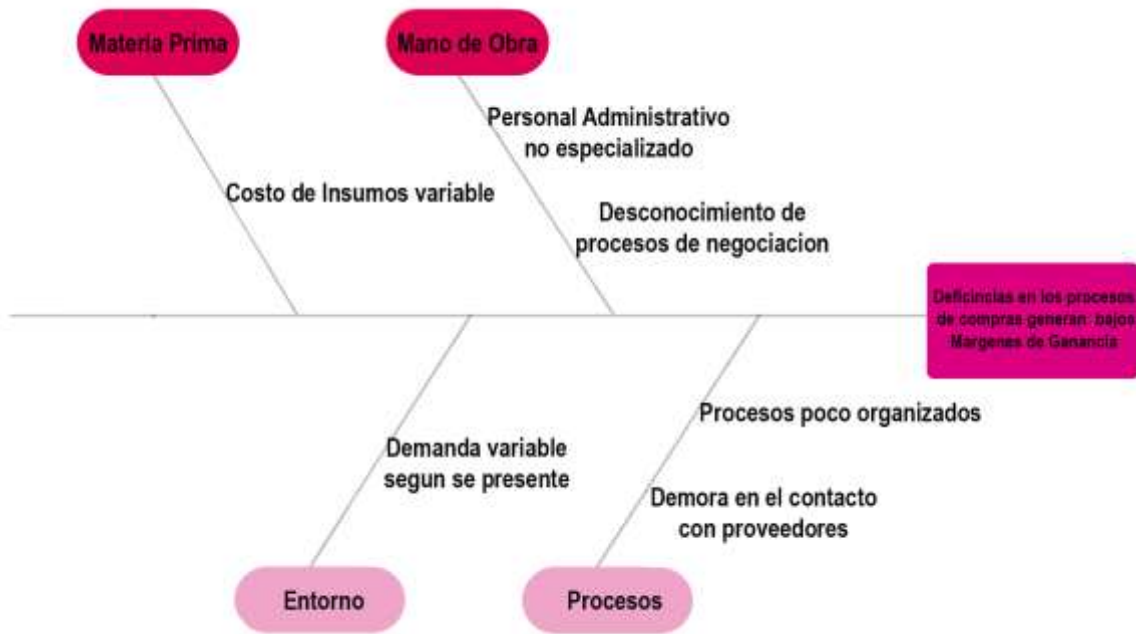 Materia Prima
Mano de Obra
Personal Administrativo
no especializado
Costo de Insumos variable
Desconocimiento de
procesos de negociacion
Deficincias en los procesos
de compras generan bajos
Margenes de Ganancia
Procesos poco organizados
Demanda variable
segun se presente
Demora en el contacto
con proveedores
Entorno
Procesos